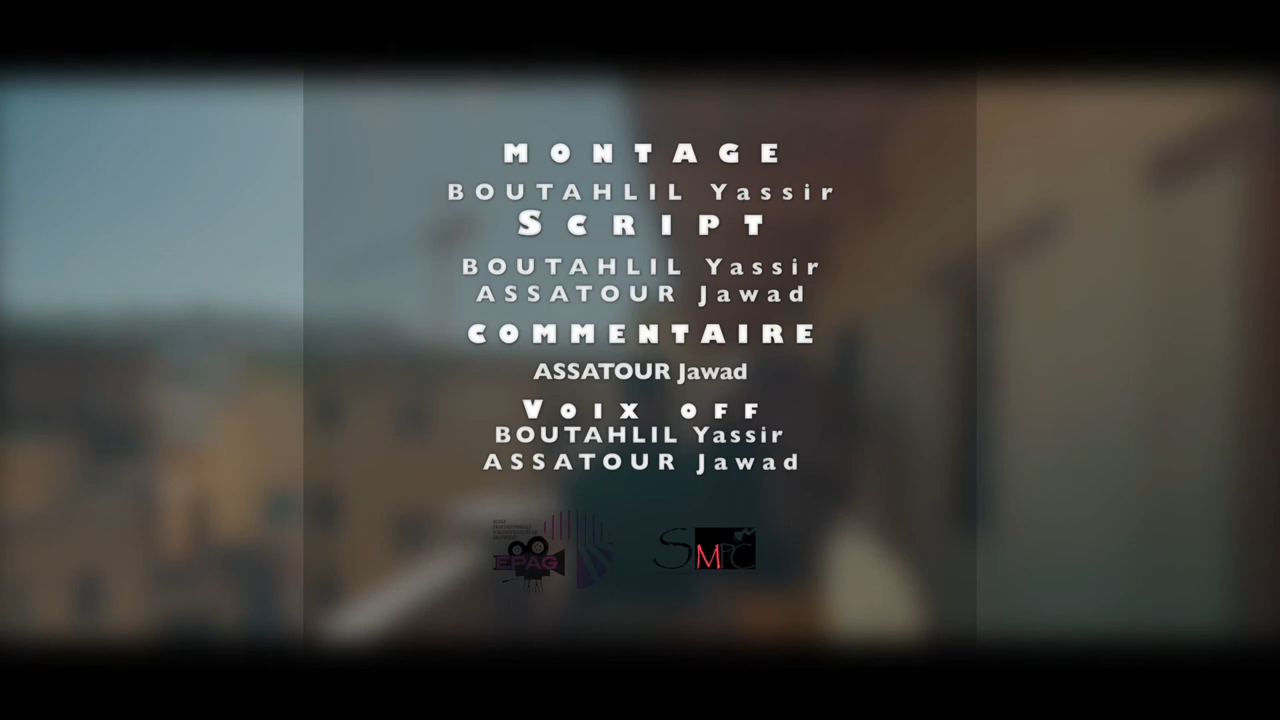 MONTAGE
BOUTAHLIL Yassir
SCRIPT
BOUTAHLIL Yassir
ASSATOUR Jawad
COMMENTAIRE
ASSATOUR Jawad
VOIX OFF
BOUTAHLIL Yassir
ASSATOUR Jawad
EPAG
SMPC